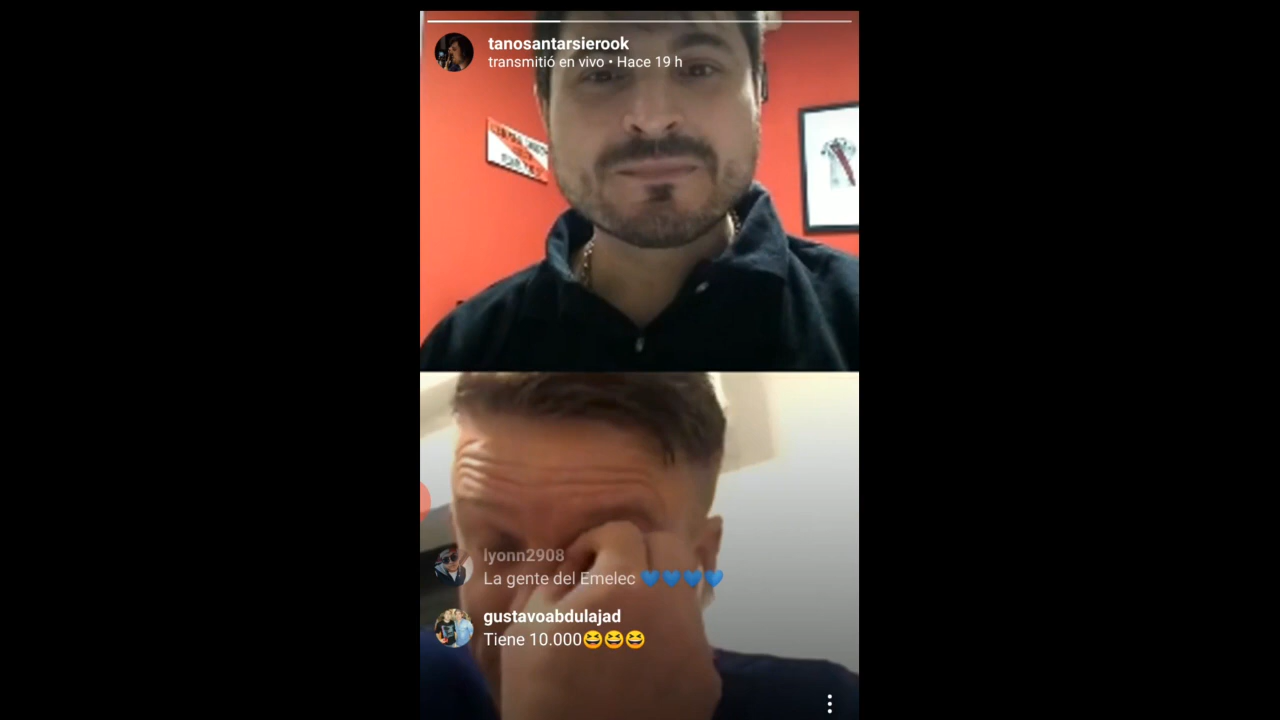 tanosantarsierook
transmitió en vivo • Hace 19 h
lyonn2908
La gente del Emelec 💙💙💙💙
gustavoabdulajad
Tiene 10.000😆😆😆